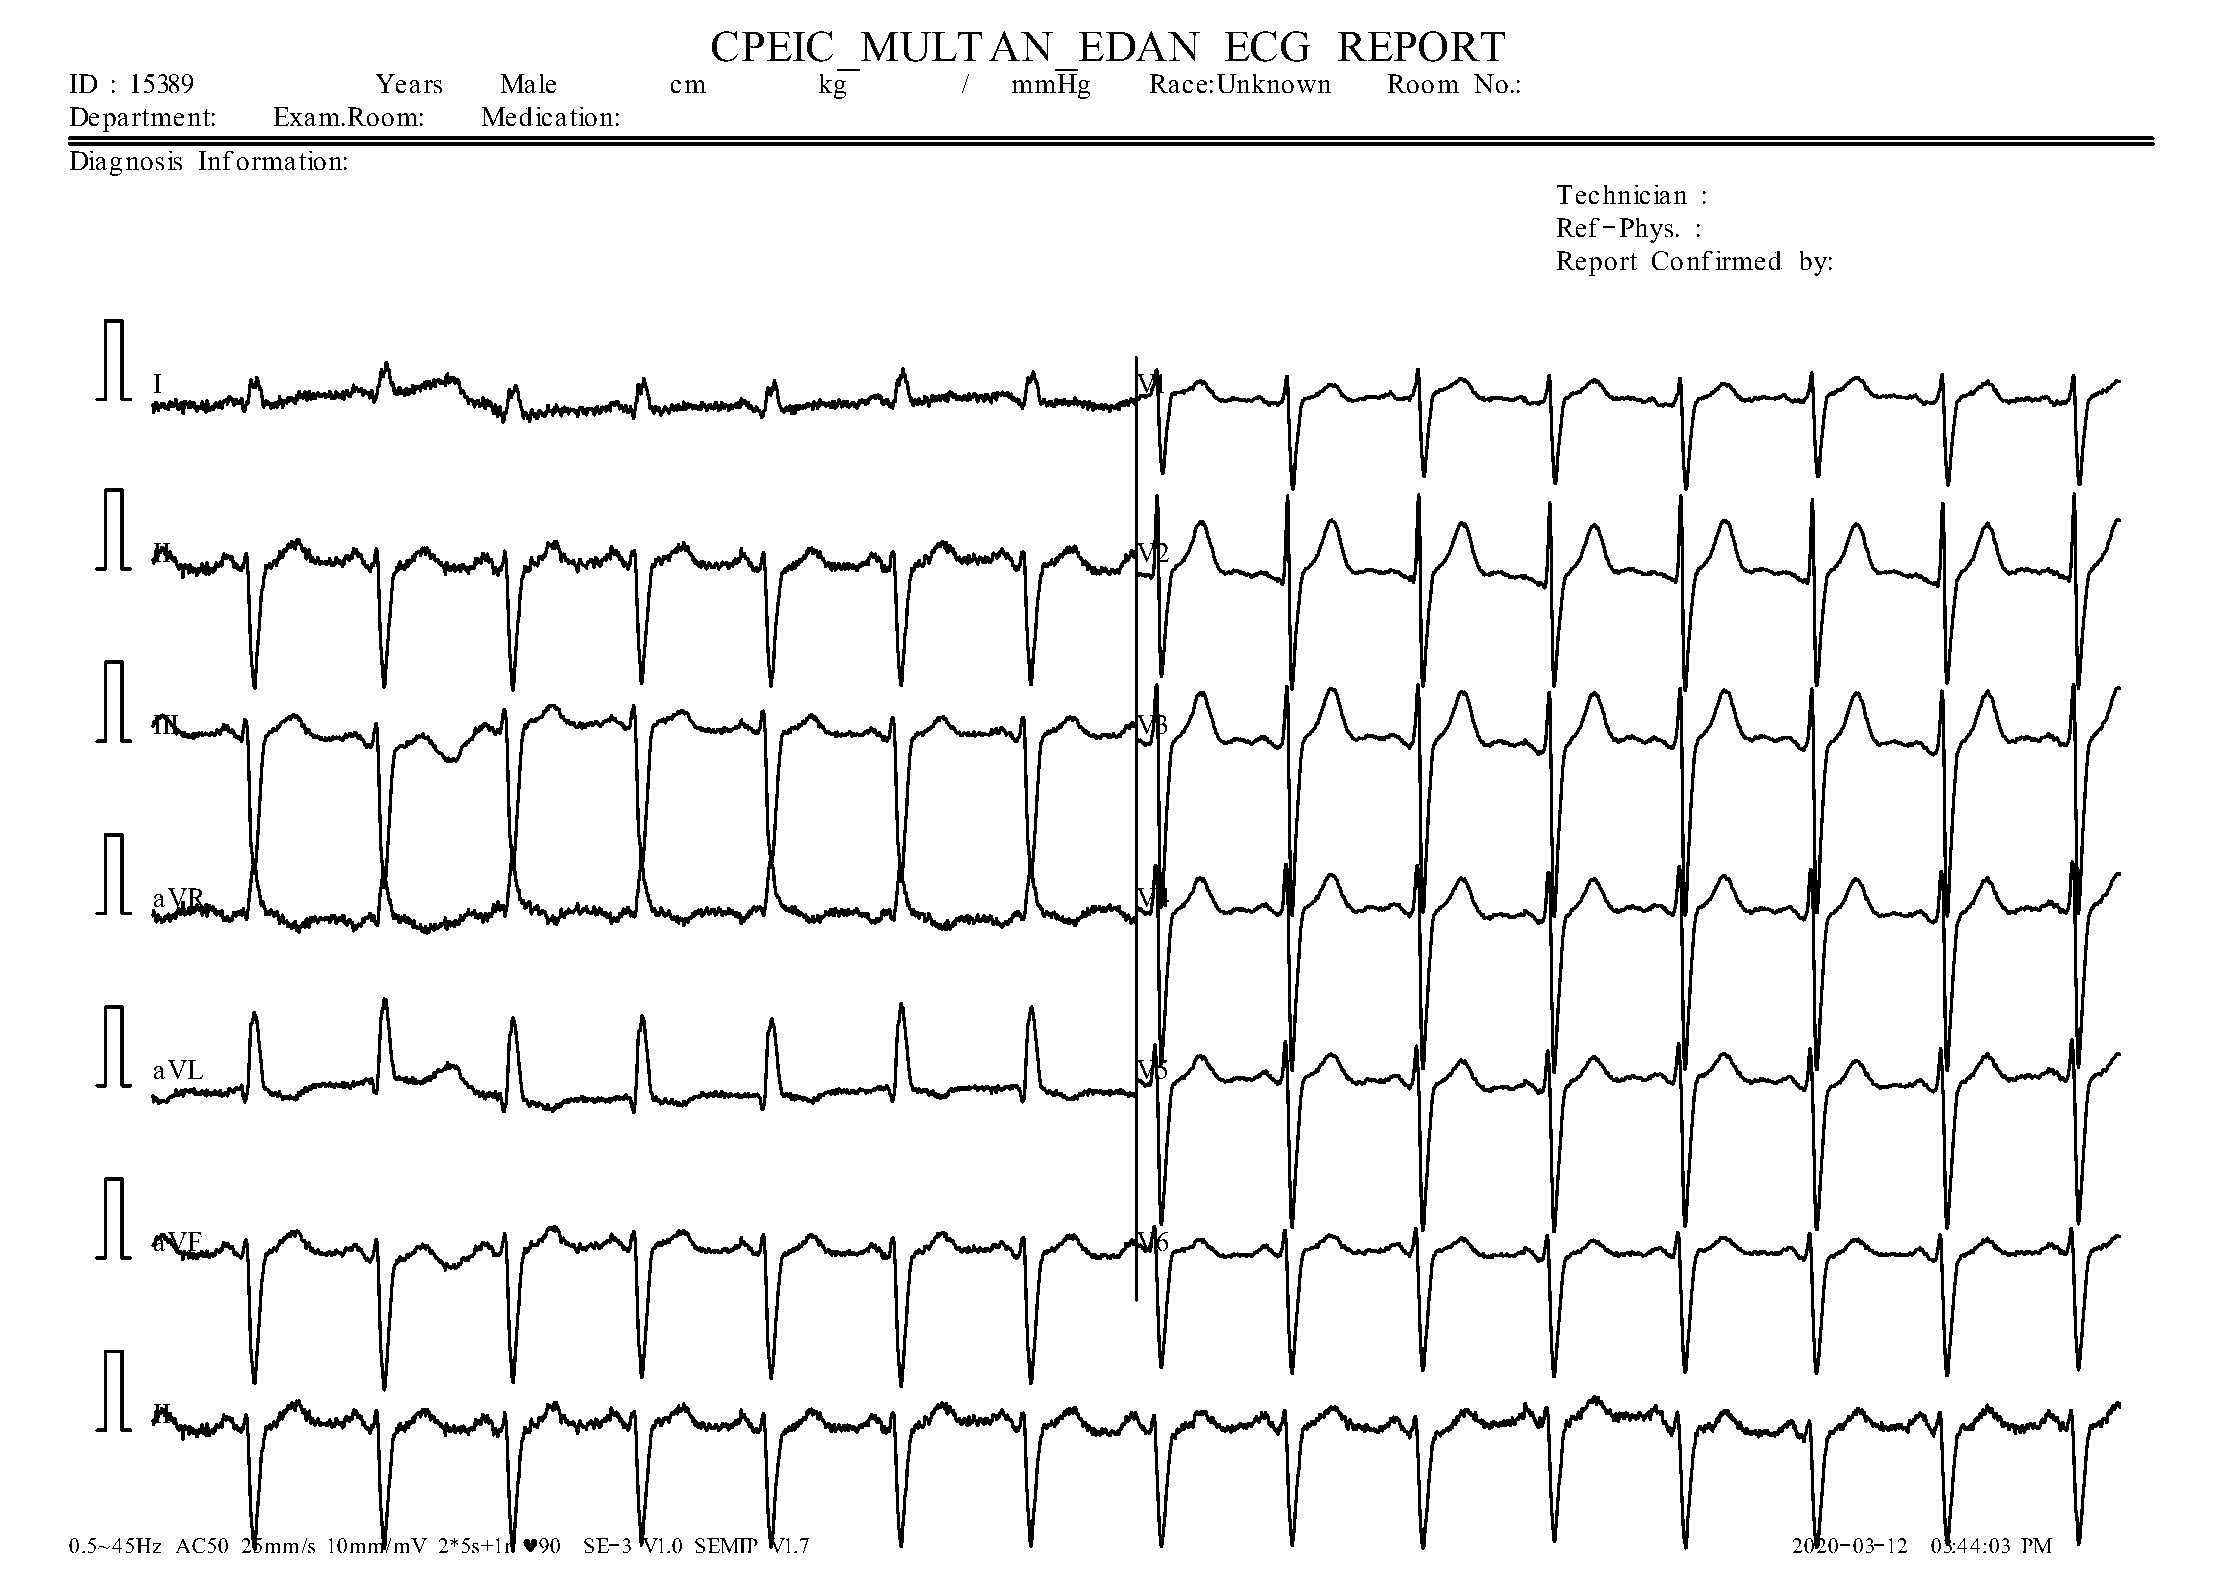 CPEIC_MULTAN_EDAN ECG REPORT
ID : 15389 Years Male cm kg / mmHg Race:Unknown Room No.:
Department: Exam.Room: Medication:
Diagnosis Information:
Technician :
Ref-Phys. :
Report Confirmed by:
I V1
II V2
III V3
aVR V4
aVL V5
aVF V6
II
0.5~45Hz AC50 25mm/s 10mm/mV 2*5s+1r ♥90 SE-3 V1.0 SEMIP V1.7 2020-03-12 03:44:03 PM